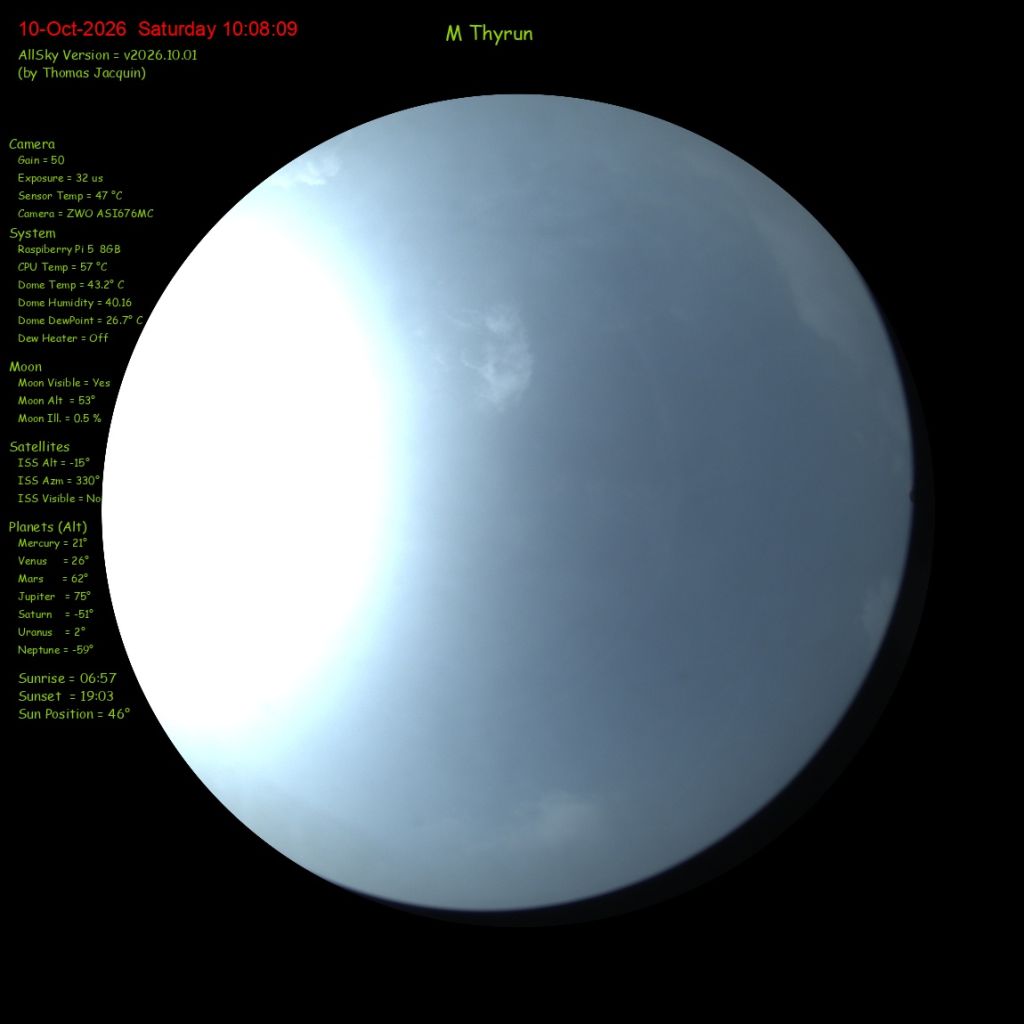 10-Oct-2026 Saturday 10:08:09
M Thyrun
AllSky Version = v2026.10.01
(by Thomas Jacquin)
Camera
Gain = 50
Exposure = 32 us
Sensor Temp = 47 °C
Camera = ZWO ASI676MC
System
Raspiberry Pi 5 8GB
CPU Temp = 57 °C
Dome Temp = 43.2° C
Dome Humidity = 40.16
Dome DewPoint = 26.7° C
Dew Heater = Off
Moon
Moon Visible = Yes
Moon Alt = 53°
Moon Ill. = 0.5 %
Satellites
ISS Alt = -15°
ISS Azm = 330°
ISS Visible = No
Planets (Alt)
Mercury = 21°
Venus = 26°
Mars = 62°
Jupiter = 75°
Saturn = -51°
Uranus = 2°
Neptune = -59°
Sunrise = 06:57
Sunset = 19:03
Sun Position = 46°